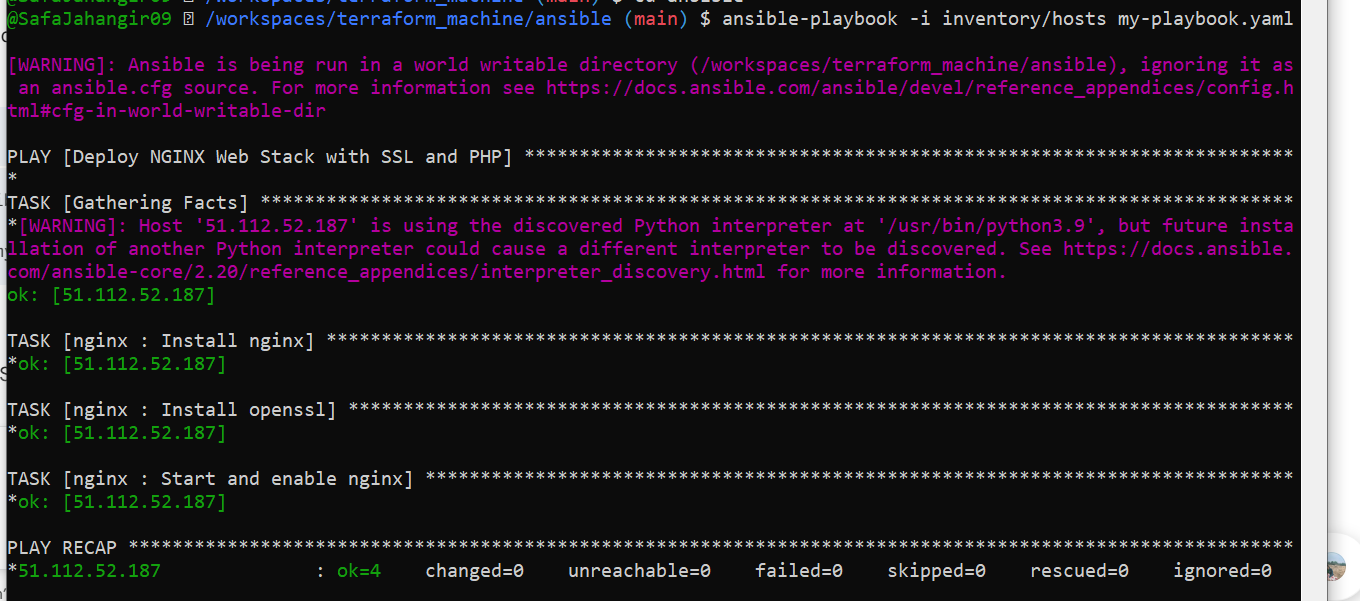 @SafaJahangir09 /workspaces/terraform_machine/ansible (main) $ ansible-playbook -i inventory/hosts my-playbook.yaml
[WARNING]: Ansible is being run in a world writable directory (/workspaces/terraform_machine/ansible), ignoring it as
an ansible.cfg source. For more information see https://docs.ansible.com/ansible/devel/reference_appendices/config.h
tml#cfg-in-world-writable-dir
PLAY [Deploy NGINX Web Stack with SSL and PHP] **********************************************************************
*
TASK [Gathering Facts] **********************************************************************************************
*[WARNING]: Host '51.112.52.187' is using the discovered Python interpreter at '/usr/bin/python3.9', but future insta
llation of another Python interpreter could cause a different interpreter to be discovered. See https://docs.ansible.
com/ansible-core/2.20/reference_appendices/interpreter_discovery.html for more information.
ok: [51.112.52.187]
TASK [nginx : Install nginx] ****************************************************************************************
*ok: [51.112.52.187]
TASK [nginx : Install openssl] **************************************************************************************
*ok: [51.112.52.187]
TASK [nginx : Start and enable nginx] *******************************************************************************
*ok: [51.112.52.187]
PLAY RECAP **********************************************************************************************************
*51.112.52.187 : ok=4 changed=0 unreachable=0 failed=0 skipped=0 rescued=0 ignored=0